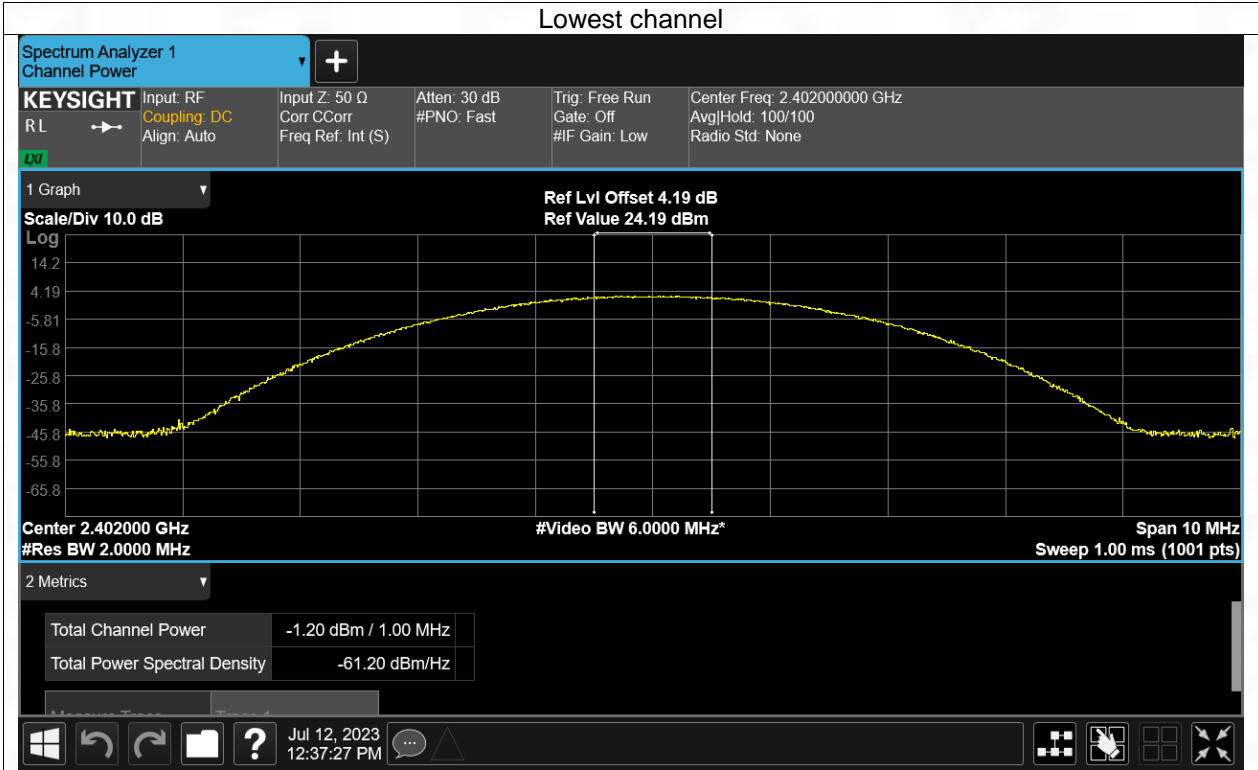 Lowest channel
Spectrum Analyzer 1
Channel Power
KEYSIGHT
R L
LXI
Input: RF
Coupling: DC
Align: Auto
Input Z: 50 Ω
Corr CCorr
Freq Ref: Int (S)
Atten: 30 dB
#PNO: Fast
Trig: Free Run
Gate: Off
#IF Gain: Low
Center Freq: 2.402000000 GHz
Avg|Hold: 100/100
Radio Std: None
1 Graph
Scale/Div 10.0 dB
Ref Lvl Offset 4.19 dB
Ref Value 24.19 dBm
Log
14.2
4.19
-5.81
-15.8
-25.8
-35.8
-45.8
-55.8
-65.8
Center 2.402000 GHz
#Video BW 6.0000 MHz*
Span 10 MHz
#Res BW 2.0000 MHz
Sweep 1.00 ms (1001 pts)
2 Metrics
Total Channel Power -1.20 dBm / 1.00 MHz
Total Power Spectral Density -61.20 dBm/Hz
Measure Trace Trace 1
Jul 12, 2023
12:37:27 PM